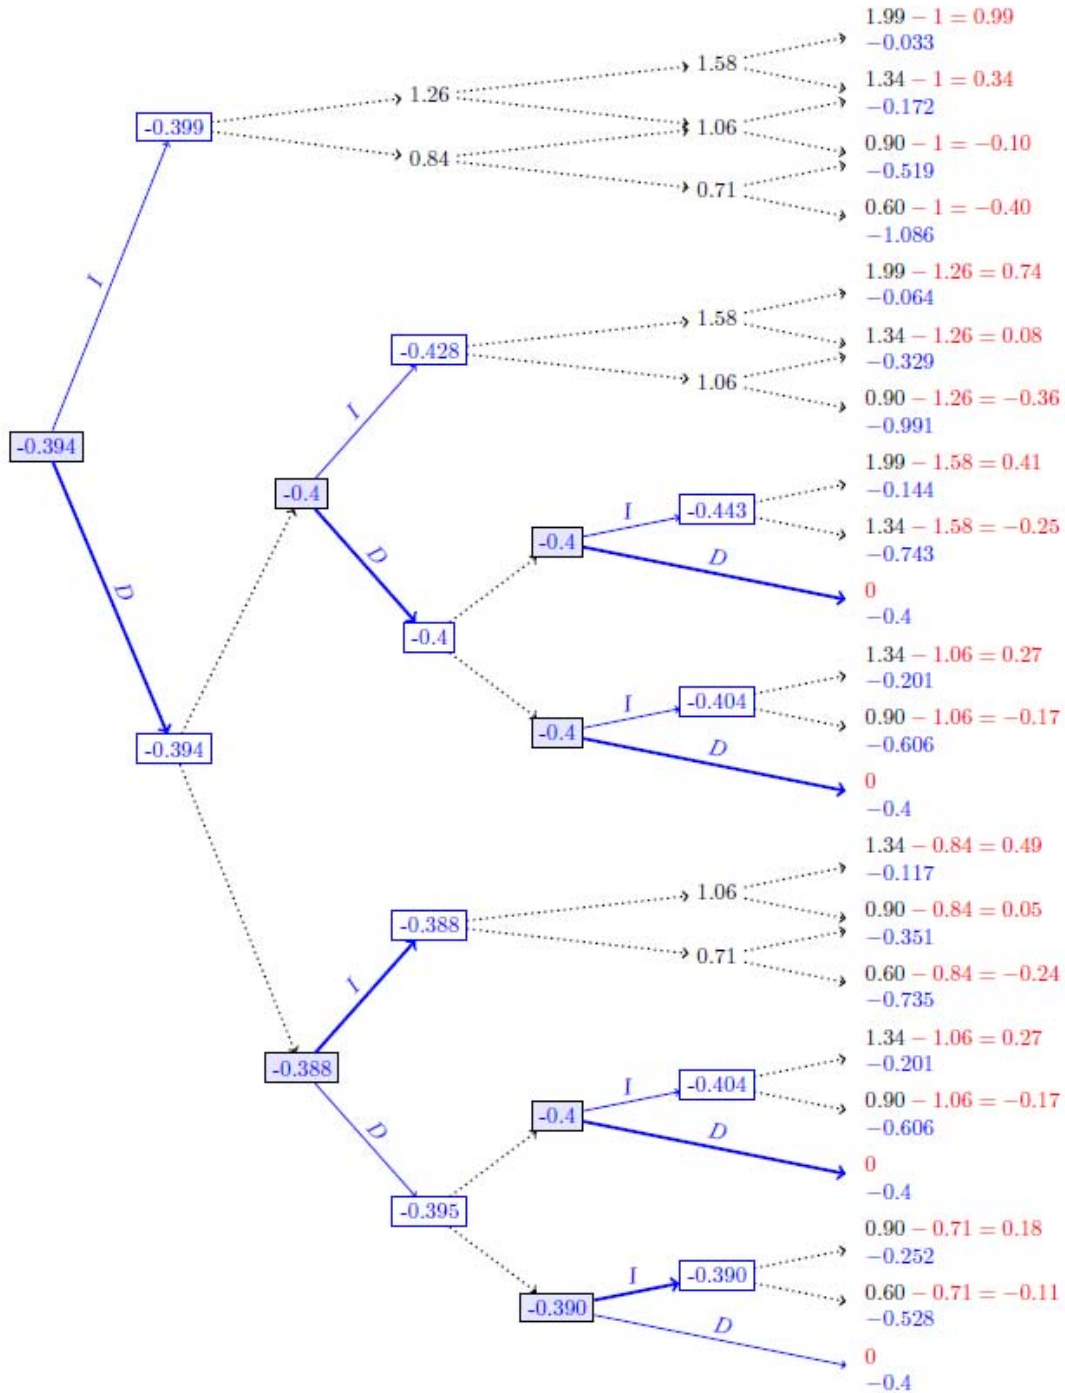 1.99 − 1 = 0.99
−0.033
1.58
1.34 − 1 = 0.34
−0.172
1.26
-0.399
1.06
0.90 − 1 = −0.10
−0.519
0.84
0.71
0.60 − 1 = −0.40
−1.086
I
1.99 − 1.26 = 0.74
−0.064
1.58
1.34 − 1.26 = 0.08
−0.329
-0.428
1.06
0.90 − 1.26 = −0.36
−0.991
I
-0.394
1.99 − 1.58 = 0.41
−0.144
-0.4
I
-0.443
1.34 − 1.58 = −0.25
−0.743
-0.4
D
D
D
0
−0.4
-0.4
1.34 − 1.06 = 0.27
−0.201
I
-0.404
0.90 − 1.06 = −0.17
−0.606
-0.4
-0.394
D
0
−0.4
1.34 − 0.84 = 0.49
−0.117
1.06
0.90 − 0.84 = 0.05
−0.351
-0.388
0.71
0.60 − 0.84 = −0.24
−0.735
I
1.34 − 1.06 = 0.27
−0.201
-0.388
I
-0.404
0.90 − 1.06 = −0.17
−0.606
-0.4
D
D
0
−0.4
-0.395
0.90 − 0.71 = 0.18
−0.252
I
-0.390
0.60 − 0.71 = −0.11
−0.528
-0.390
D
0
−0.4